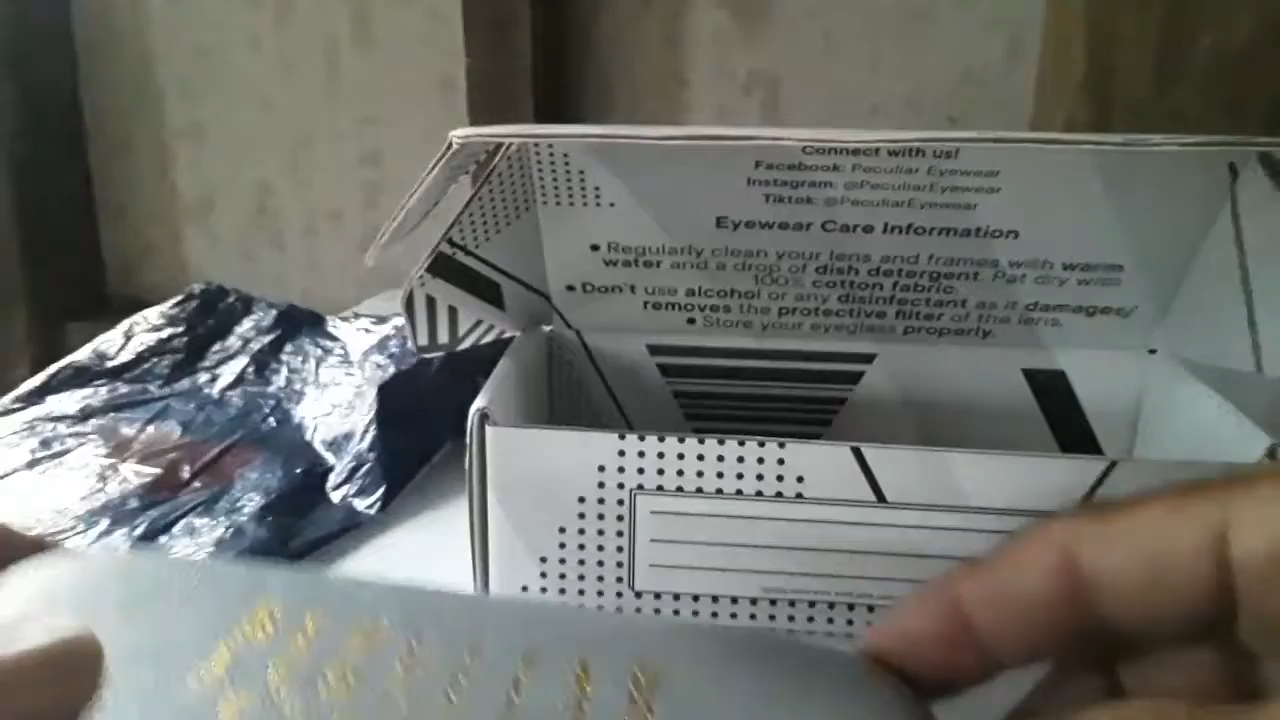 Connect with us!
Facebook: Peculiar Eyewear
Instagram: @PeculiarEyewear
Tiktok: @PeculiarEyewear
Eyewear Care Information
• Regularly clean your lens and frames with warm
water and a drop of dish detergent. Pat dry with
100% cotton fabric.
• Don't use alcohol or any disinfectant as it damages/
removes the protective filter of the lens.
• Store your eyeglass properly.